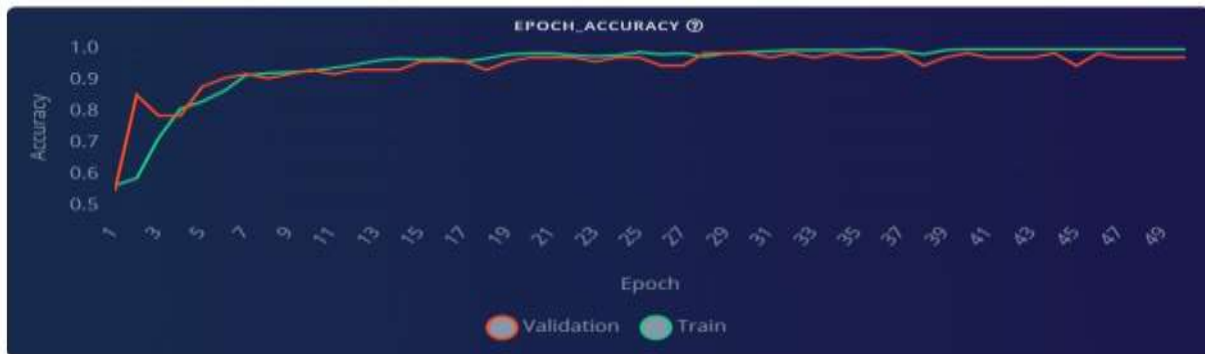 EPOCH_ACCURACY ?
1.0
0.9
0.8
0.7
0.6
0.5
Accuracy
1 3 5 7 9 11 13 15 17 19 21 23 25 27 29 31 33 35 37 39 41 43 45 47 49
Epoch
Validation Train